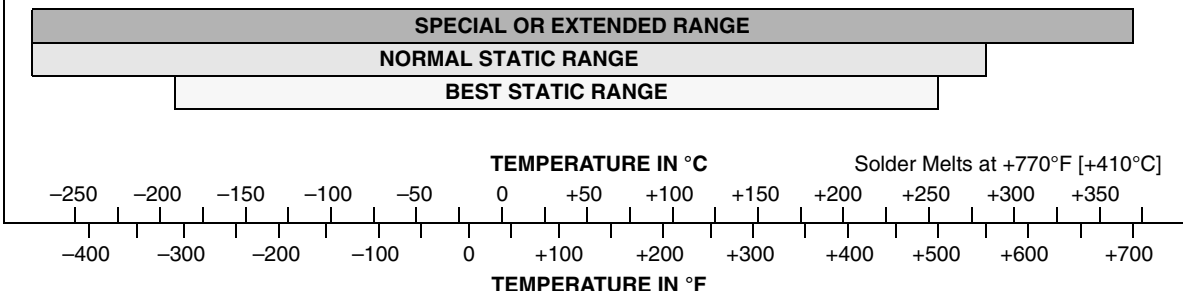 SPECIAL OR EXTENDED RANGE
NORMAL STATIC RANGE
BEST STATIC RANGE
TEMPERATURE IN °C Solder Melts at +770°F [+410°C]
–250 –200 –150 –100 –50 0 +50 +100 +150 +200 +250 +300 +350
–400 –300 –200 –100 0 +100 +200 +300 +400 +500 +600 +700
TEMPERATURE IN °F